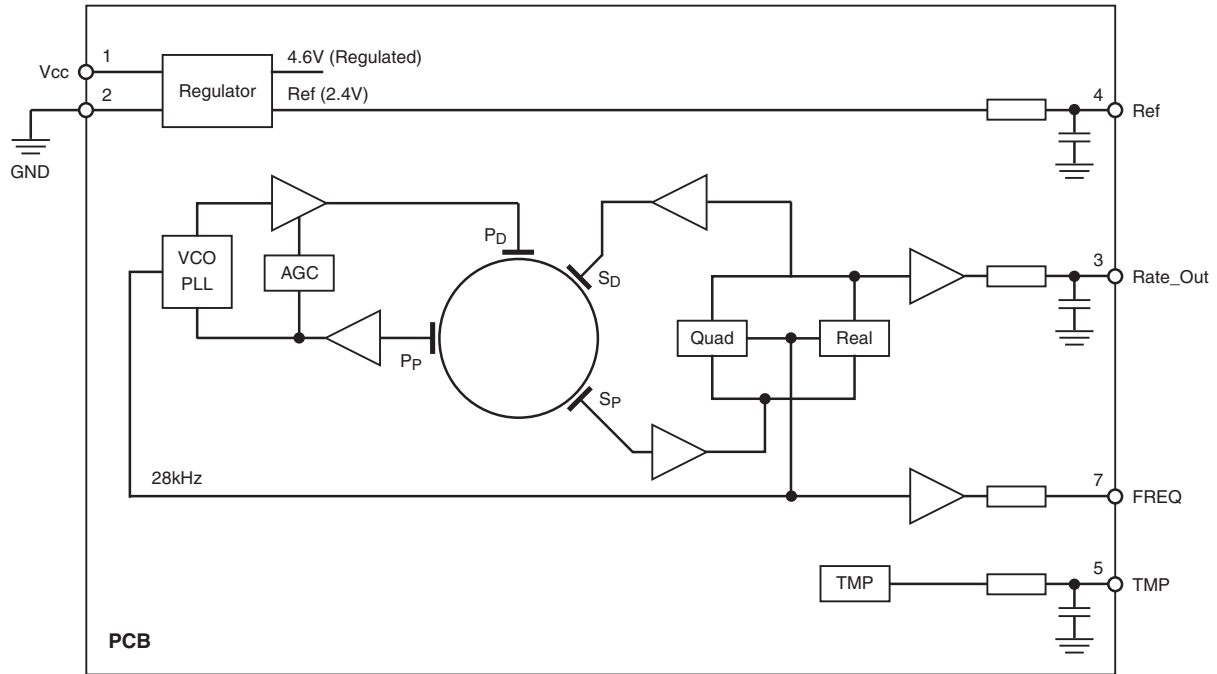 1
4.6V (Regulated)
Vcc
Regulator
2
Ref (2.4V)
4
Ref
GND
VCO
PLL
AGC
PD
SD
PP
SP
Quad
Real
3
Rate_Out
28kHz
7
FREQ
TMP
5
TMP
PCB